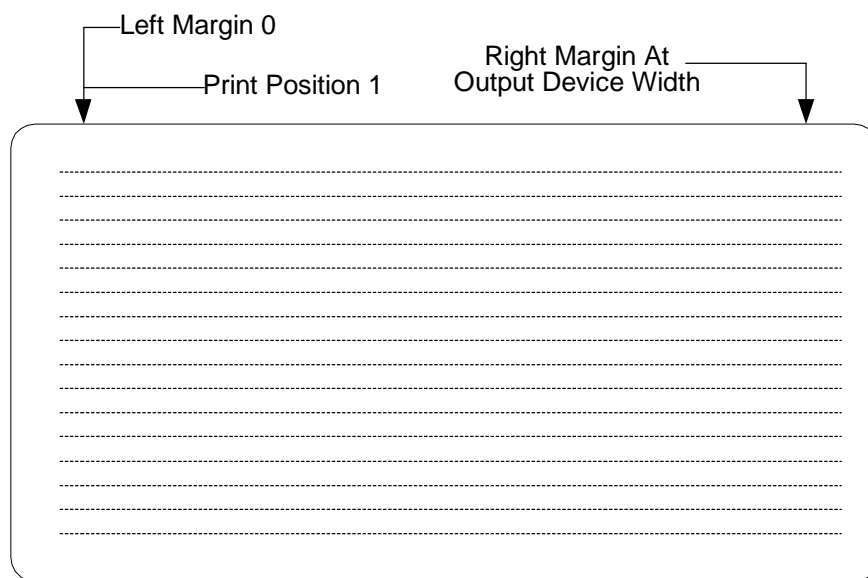 Left Margin 0
Print Position 1
Right Margin At
Output Device Width